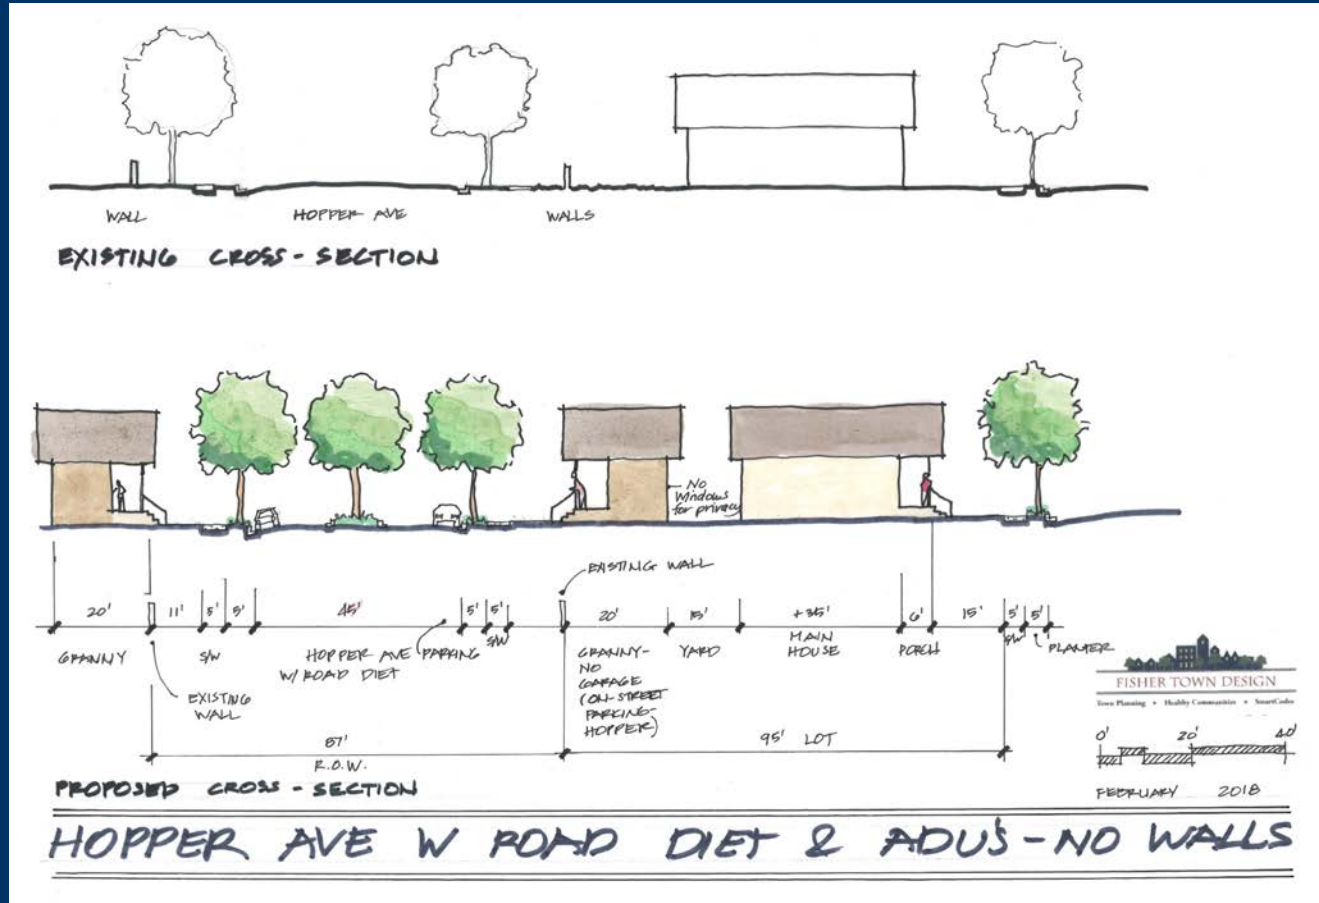 WALL
HOPPER AVE
WALLS
EXISTING CROSS-SECTION
No
Windows
for privacy
EXISTING WALL
20'
11'
5'
5'
45'
5'
5'
20'
15'
+35'
6'
15'
5'
5'
GRANNY
S/W
HOPPER AVE
W/ ROAD DIET
PARKING
S/W
GRANNY-
NO
GARAGE
(ON-STREET
PARKING-
HOPPER)
YARD
MAIN
HOUSE
PORCH
S/W
PLANTER
EXISTING
WALL
87'
R.O.W.
95' LOT
FISHER TOWN DESIGN
Town Planning • Healthy Communities • SmartCodes
0' 20' 40'
FEBRUARY 2018
PROPOSED CROSS-SECTION
HOPPER AVE W ROAD DIET & ADU'S-NO WALLS